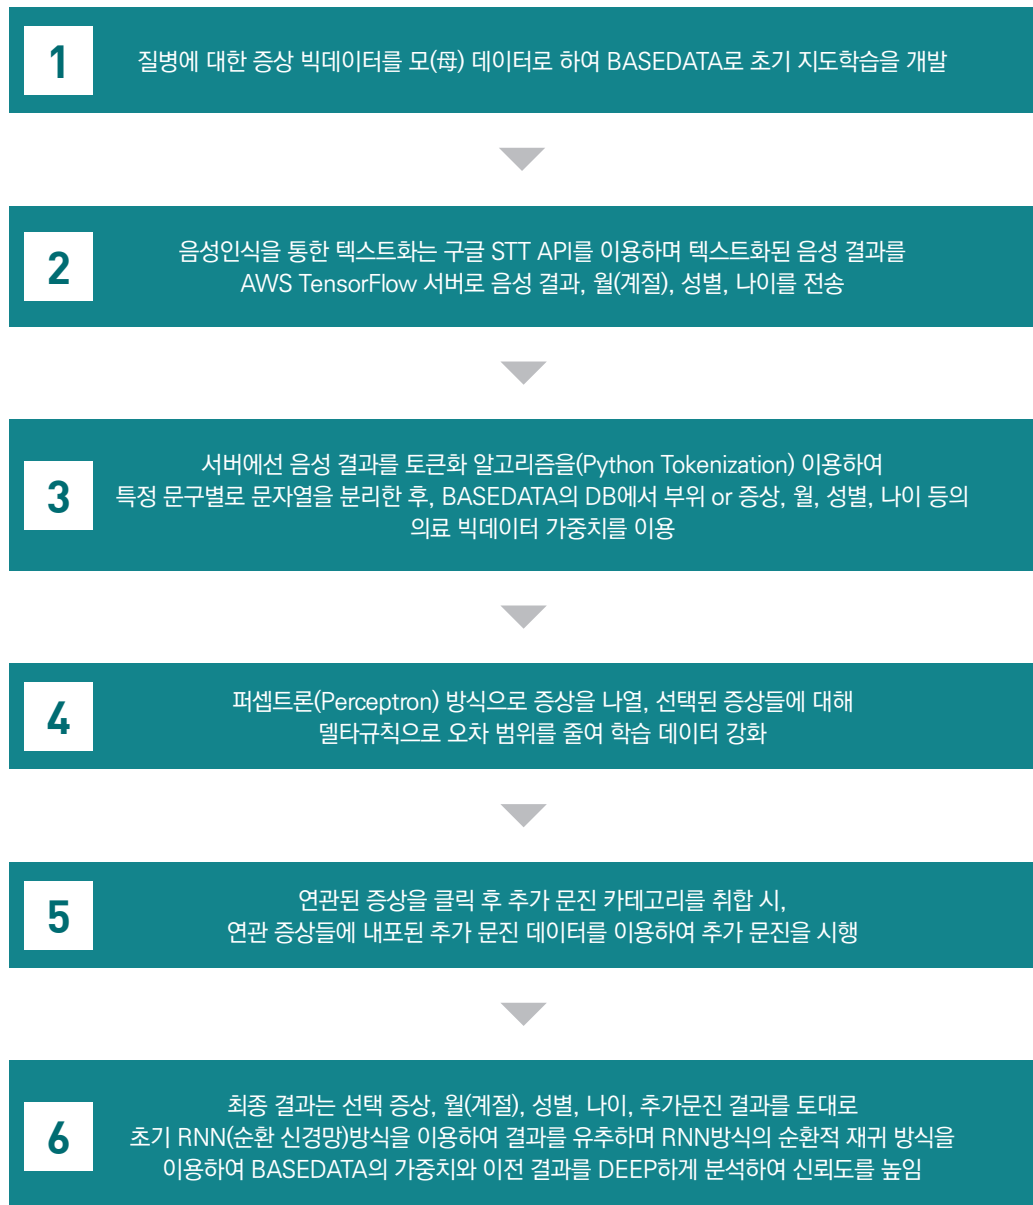 1
질병에 대한 증상 빅데이터를 모(母) 데이터로 하여 BASEDATA로 초기 지도학습을 개발
2
음성인식을 통한 텍스트화는 구글 STT API를 이용하며 텍스트화된 음성 결과를
AWS TensorFlow 서버로 음성 결과, 월(계절), 성별, 나이를 전송
3
서버에선 음성 결과를 토큰화 알고리즘을(Python Tokenization) 이용하여
특정 문구별로 문자열을 분리한 후, BASEDATA의 DB에서 부위 or 증상, 월, 성별, 나이 등의
의료 빅데이터 가중치를 이용
4
퍼셉트론(Perceptron) 방식으로 증상을 나열, 선택된 증상들에 대해
델타규칙으로 오차 범위를 줄여 학습 데이터 강화
5
연관된 증상을 클릭 후 추가 문진 카테고리를 취합 시,
연관 증상들에 내포된 추가 문진 데이터를 이용하여 추가 문진을 시행
6
최종 결과는 선택 증상, 월(계절), 성별, 나이, 추가문진 결과를 토대로
초기 RNN(순환 신경망)방식을 이용하여 결과를 유추하며 RNN방식의 순환적 재귀 방식을
이용하여 BASEDATA의 가중치와 이전 결과를 DEEP하게 분석하여 신뢰도를 높임